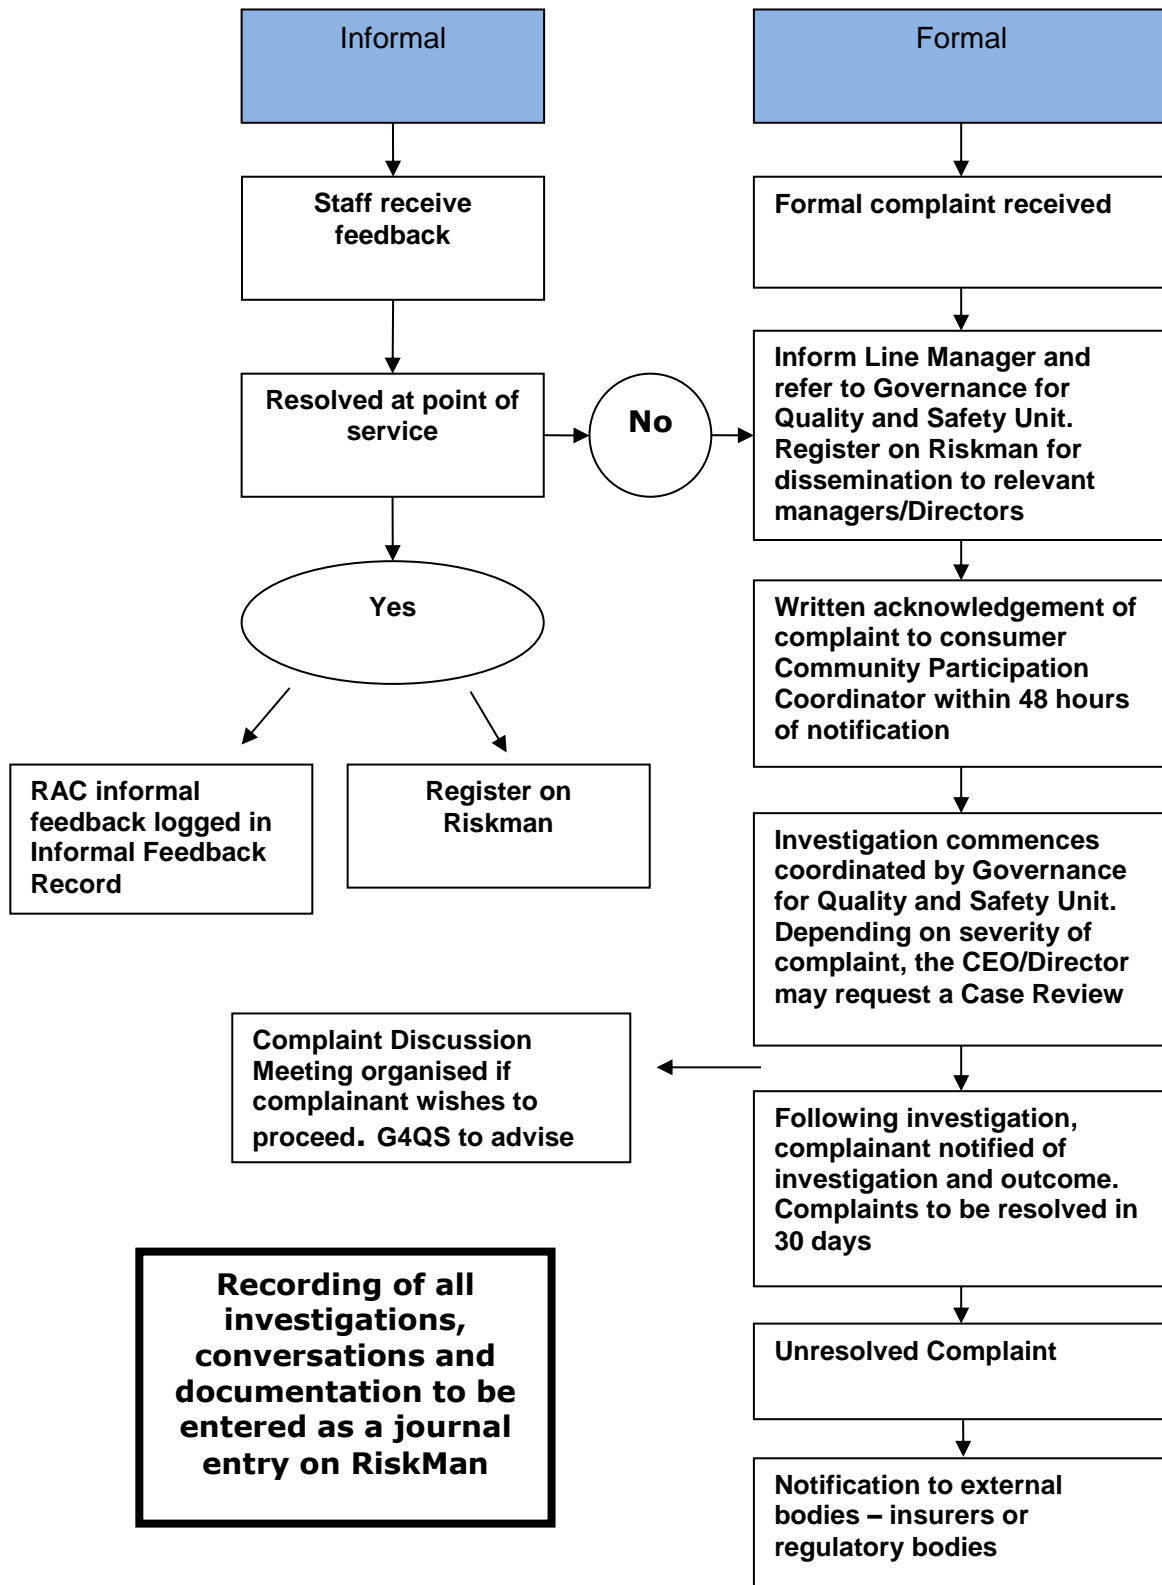 Informal
Formal
Staff receive
feedback
Formal complaint received
Resolved at point of
service
No
Inform Line Manager and
refer to Governance for
Quality and Safety Unit.
Register on Riskman for
dissemination to relevant
managers/Directors
Yes
Written acknowledgement of
complaint to consumer
Community Participation
Coordinator within 48 hours
of notification
RAC informal
feedback logged in
Informal Feedback
Record
Register on
Riskman
Investigation commences
coordinated by Governance
for Quality and Safety Unit.
Depending on severity of
complaint, the CEO/Director
may request a Case Review
Complaint Discussion
Meeting organised if
complainant wishes to
proceed. G4QS to advise
Following investigation,
complainant notified of
investigation and outcome.
Complaints to be resolved in
30 days
Recording of all
investigations,
conversations and
documentation to be
entered as a journal
entry on RiskMan
Unresolved Complaint
Notification to external
bodies – insurers or
regulatory bodies